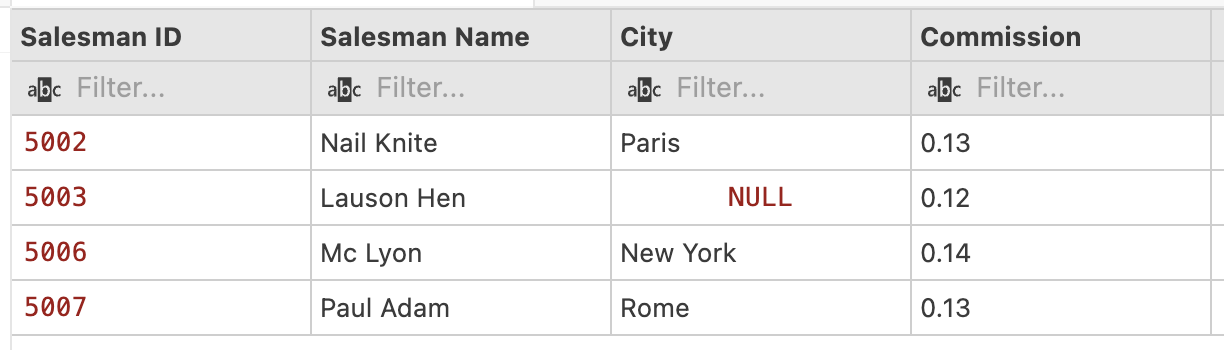 Salesman ID Salesman Name City Commission
abc Filter... abc Filter... abc Filter... abc Filter...
5002 Nail Knite Paris 0.13
5003 Lauson Hen NULL 0.12
5006 Mc Lyon New York 0.14
5007 Paul Adam Rome 0.13